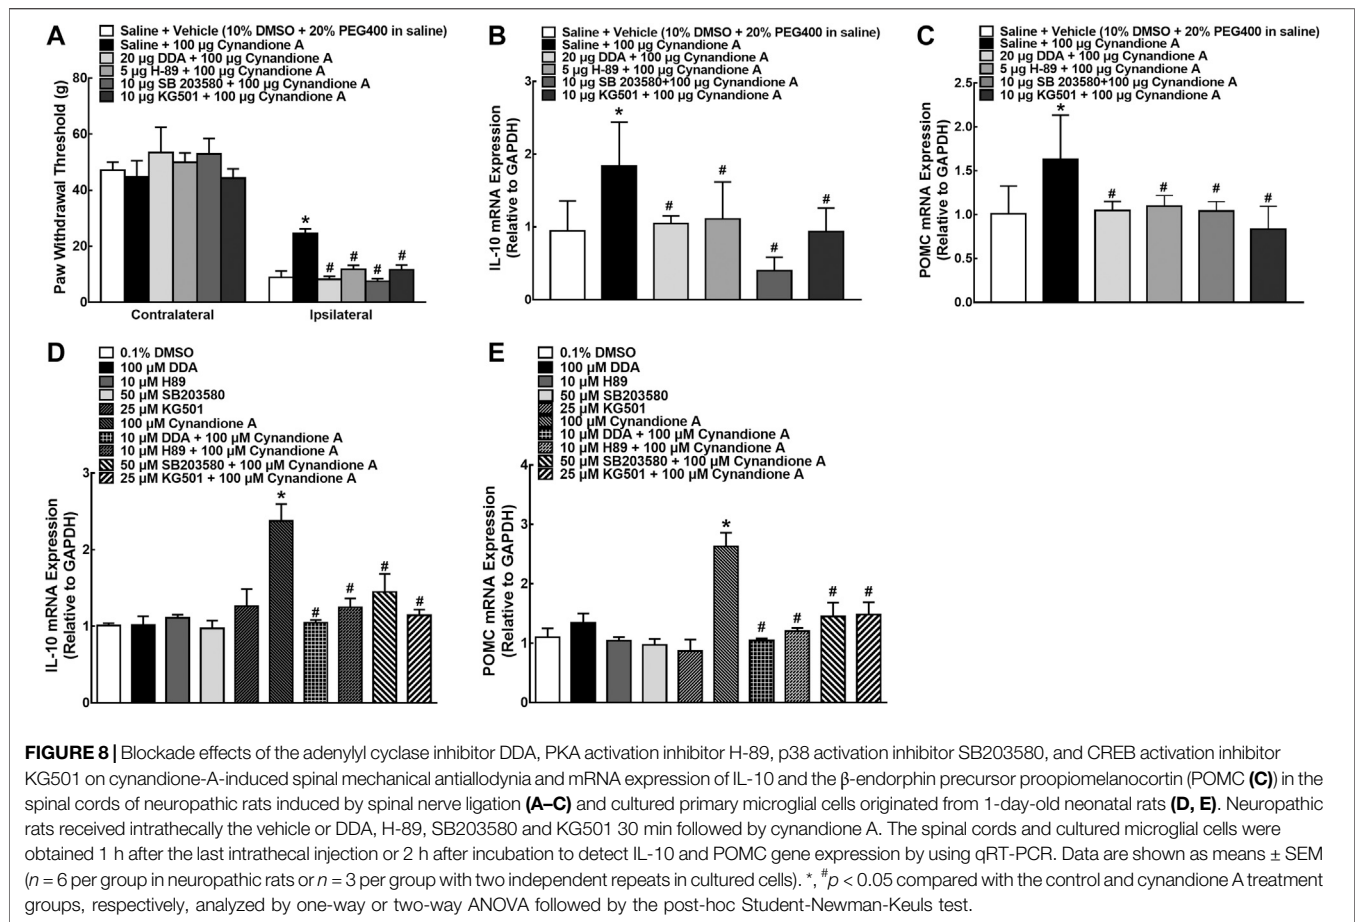 A
Saline + Vehicle (10% DMSO + 20% PEG400 in saline)
Saline + 100 µg Cynandione A
20 µg DDA + 100 µg Cynandione A
5 µg H-89 + 100 µg Cynandione A
10 µg SB 203580 + 100 µg Cynandione A
10 µg KG501 + 100 µg Cynandione A
Paw Withdrawal Threshold (g)
80
60
40
20
0
*
#
#
#
#
Contralateral
Ipsilateral
B
Saline + Vehicle (10% DMSO + 20% PEG400 in saline)
Saline + 100 µg Cynandione A
20 µg DDA + 100 µg Cynandione A
5 µg H-89 + 100 µg Cynandione A
10 µg SB 203580+100 µg Cynandione A
10 µg KG501 + 100 µg Cynandione A
IL-10 mRNA Expression
(Relative to GAPDH)
3
2
1
0
*
#
#
#
#
C
Saline + Vehicle (10% DMSO + 20% PEG400 in saline)
Saline + 100 µg Cynandione A
20 µg DDA + 100 µg Cynandione A
5 µg H-89 + 100 µg Cynandione A
10 µg SB 203580+100 µg Cynandione A
10 µg KG501 + 100 µg Cynandione A
POMC mRNA Expression
(Relative to GAPDH)
2.5
2.0
1.5
1.0
0.5
0.0
*
#
#
#
#
D
0.1% DMSO
100 µM DDA
10 µM H89
50 µM SB203580
25 µM KG501
100 µM Cynandione A
10 µM DDA + 100 µM Cynandione A
10 µM H89 + 100 µM Cynandione A
50 µM SB203580 + 100 µM Cynandione A
25 µM KG501 + 100 µM Cynandione A
IL-10 mRNA Expression
(Relative to GAPDH)
3
2
1
0
*
#
#
#
#
E
0.1% DMSO
100 µM DDA
10 µM H89
50 µM SB203580
25 µM KG501
100 µM Cynandione A
10 µM DDA + 100 µM Cynandione A
10 µM H89 + 100 µM Cynandione A
50 µM SB203580 + 100 µM Cynandione A
25 µM KG501 + 100 µM Cynandione A
POMC mRNA Expression
(Relative to GAPDH)
4
3
2
1
0
*
#
#
#
#
FIGURE 8 | Blockade effects of the adenylyl cyclase inhibitor DDA, PKA activation inhibitor H-89, p38 activation inhibitor SB203580, and CREB activation inhibitor
KG501 on cynandione-A-induced spinal mechanical antiallodynia and mRNA expression of IL-10 and the β-endorphin precursor proopiomelanocortin (POMC (C)) in the
spinal cords of neuropathic rats induced by spinal nerve ligation (A–C) and cultured primary microglial cells originated from 1-day-old neonatal rats (D, E). Neuropathic
rats received intrathecally the vehicle or DDA, H-89, SB203580 and KG501 30 min followed by cynandione A. The spinal cords and cultured microglial cells were
obtained 1 h after the last intrathecal injection or 2 h after incubation to detect IL-10 and POMC gene expression by using qRT-PCR. Data are shown as means ± SEM
(n = 6 per group in neuropathic rats or n = 3 per group with two independent repeats in cultured cells). *, #p < 0.05 compared with the control and cynandione A treatment
groups, respectively, analyzed by one-way or two-way ANOVA followed by the post-hoc Student-Newman-Keuls test.